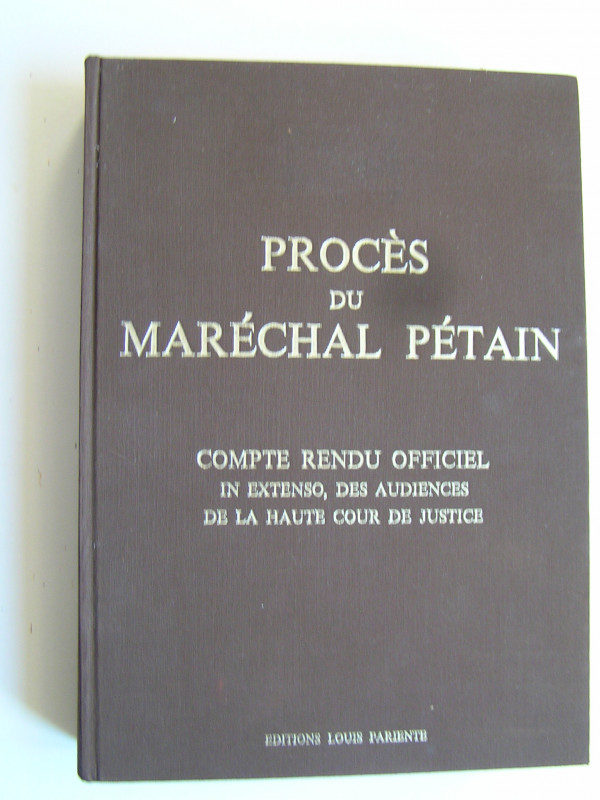 PROCÈS
DU
MARÉCHAL PÉTAIN
COMPTE RENDU OFFICIEL
IN EXTENSO, DES AUDIENCES
DE LA HAUTE COUR DE JUSTICE
EDITIONS LOUIS PARIENTE